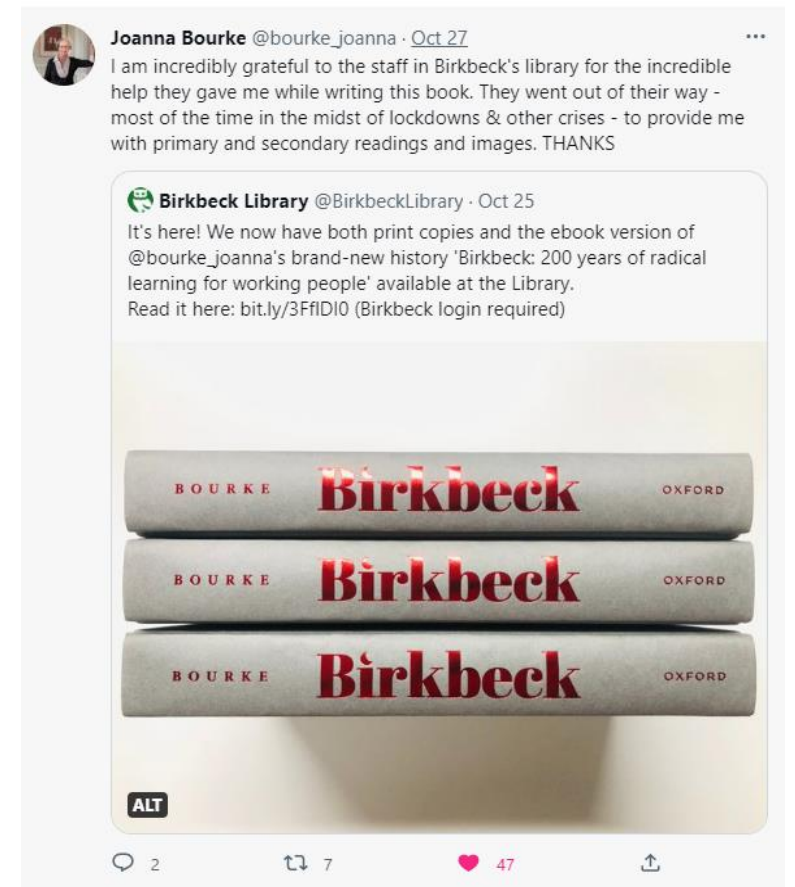 Joanna Bourke @bourke_joanna · Oct 27
I am incredibly grateful to the staff in Birkbeck's library for the incredible
help they gave me while writing this book. They went out of their way -
most of the time in the midst of lockdowns & other crises - to provide me
with primary and secondary readings and images. THANKS
Birkbeck Library @BirkbeckLibrary · Oct 25
It's here! We now have both print copies and the ebook version of
@bourke_joanna's brand-new history 'Birkbeck: 200 years of radical
learning for working people' available at the Library.
Read it here: bit.ly/3FflDI0 (Birkbeck login required)
BOURKE Birkbeck OXFORD
BOURKE Birkbeck OXFORD
BOURKE Birkbeck OXFORD
ALT
2 7 47